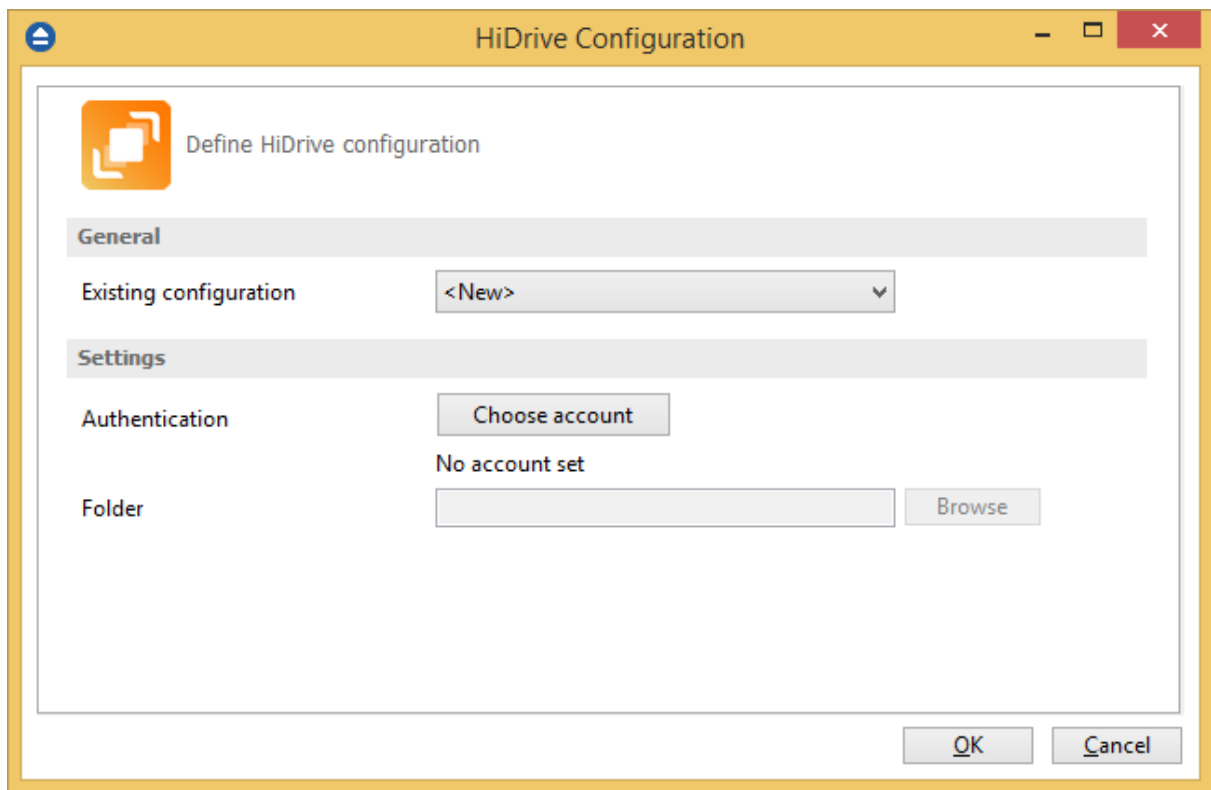 HiDrive Configuration
Define HiDrive configuration
General
Existing configuration <New>
Settings
Authentication Choose account
No account set
Folder Browse
OK Cancel